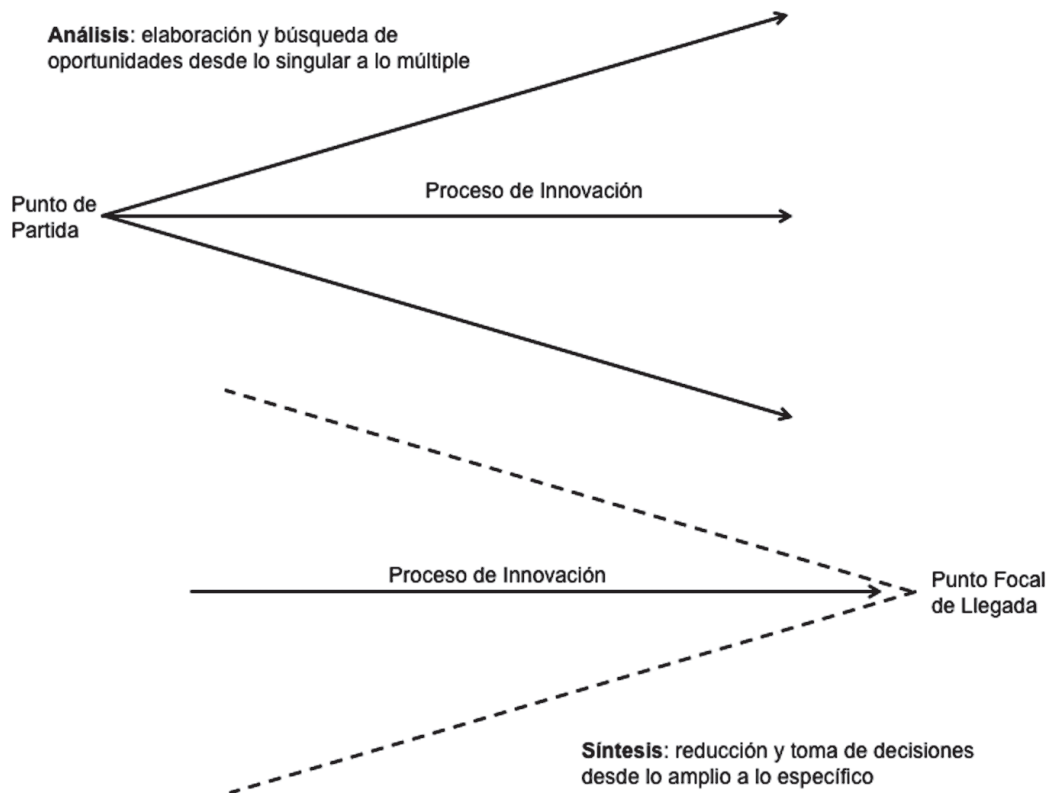 Análisis: elaboración y búsqueda de
oportunidades desde lo singular a lo múltiple
Proceso de Innovación
Punto de
Partida
Proceso de Innovación
Punto Focal
de Llegada
Síntesis: reducción y toma de decisiones
desde lo amplio a lo específico